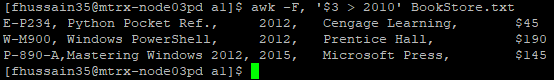 [fhussain35@mtrx-node03pd al]$ awk -F, '$3 > 2010' BookStore.txt
E-P234, Python Pocket Ref.,    2012,   Cengage Learning,      $45
W-M900, Windows PowerShell,    2012,   Prentice Hall,         $190
P-890-A,Mastering Windows 2012, 2015,   Microsoft Press,       $145
[fhussain35@mtrx-node03pd al]$